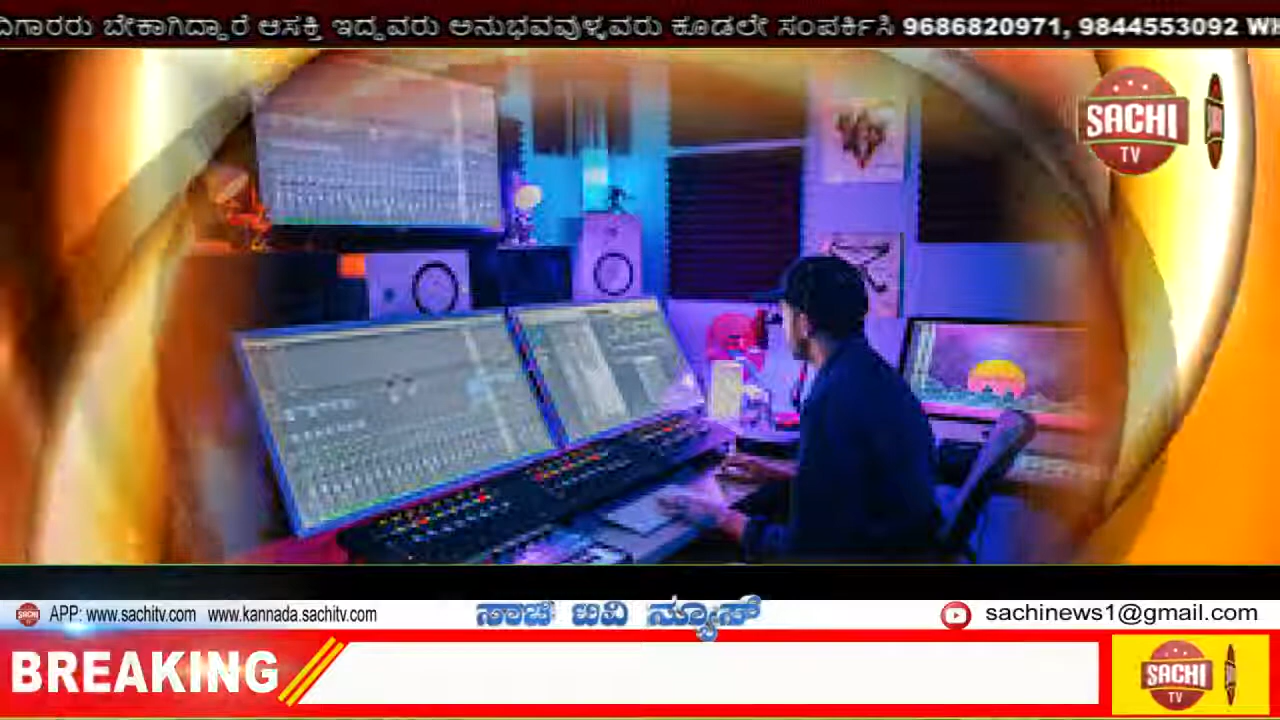 ದಿಗಾರರು ಬೇಕಾಗಿದ್ದಾರೆ ಆಸಕ್ತಿ ಇದ್ದವರು ಅನುಭವವುಳ್ಳವರು ಕೂಡಲೇ ಸಂಪರ್ಕಿಸಿ 9686820971, 9844553092 WH
SACHI
TV
APP: www.sachitv.com www.kannada.sachitv.com
ಸಾಚಿ ಟಿವಿ ನ್ಯೂಸ್
sachinews1@gmail.com
BREAKING
SACHI
TV